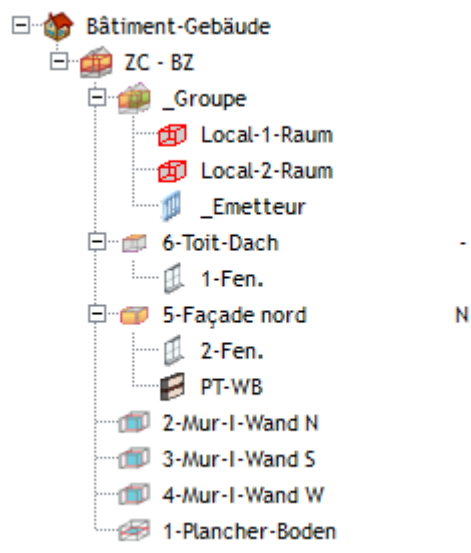 Bâtiment-Gebäude
ZC - BZ
_Groupe
Local-1-Raum
Local-2-Raum
_Emetteur
6-Toit-Dach -
1-Fen.
5-Façade nord N
2-Fen.
PT-WB
2-Mur-I-Wand N
3-Mur-I-Wand S
4-Mur-I-Wand W
1-Plancher-Boden